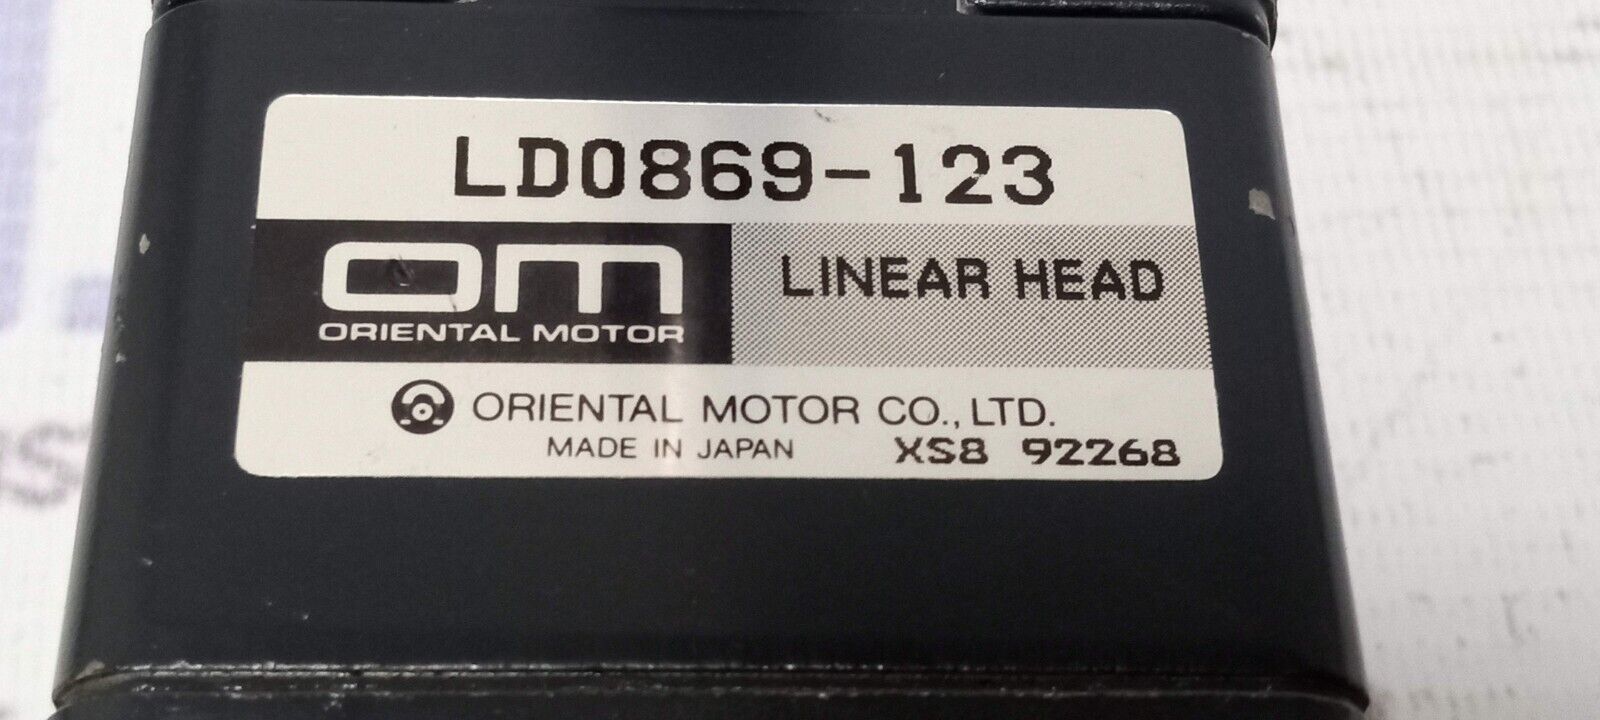 LD0869-123
OM
ORIENTAL MOTOR
LINEAR HEAD
ORIENTAL MOTOR CO., LTD.
MADE IN JAPAN XS8 92268